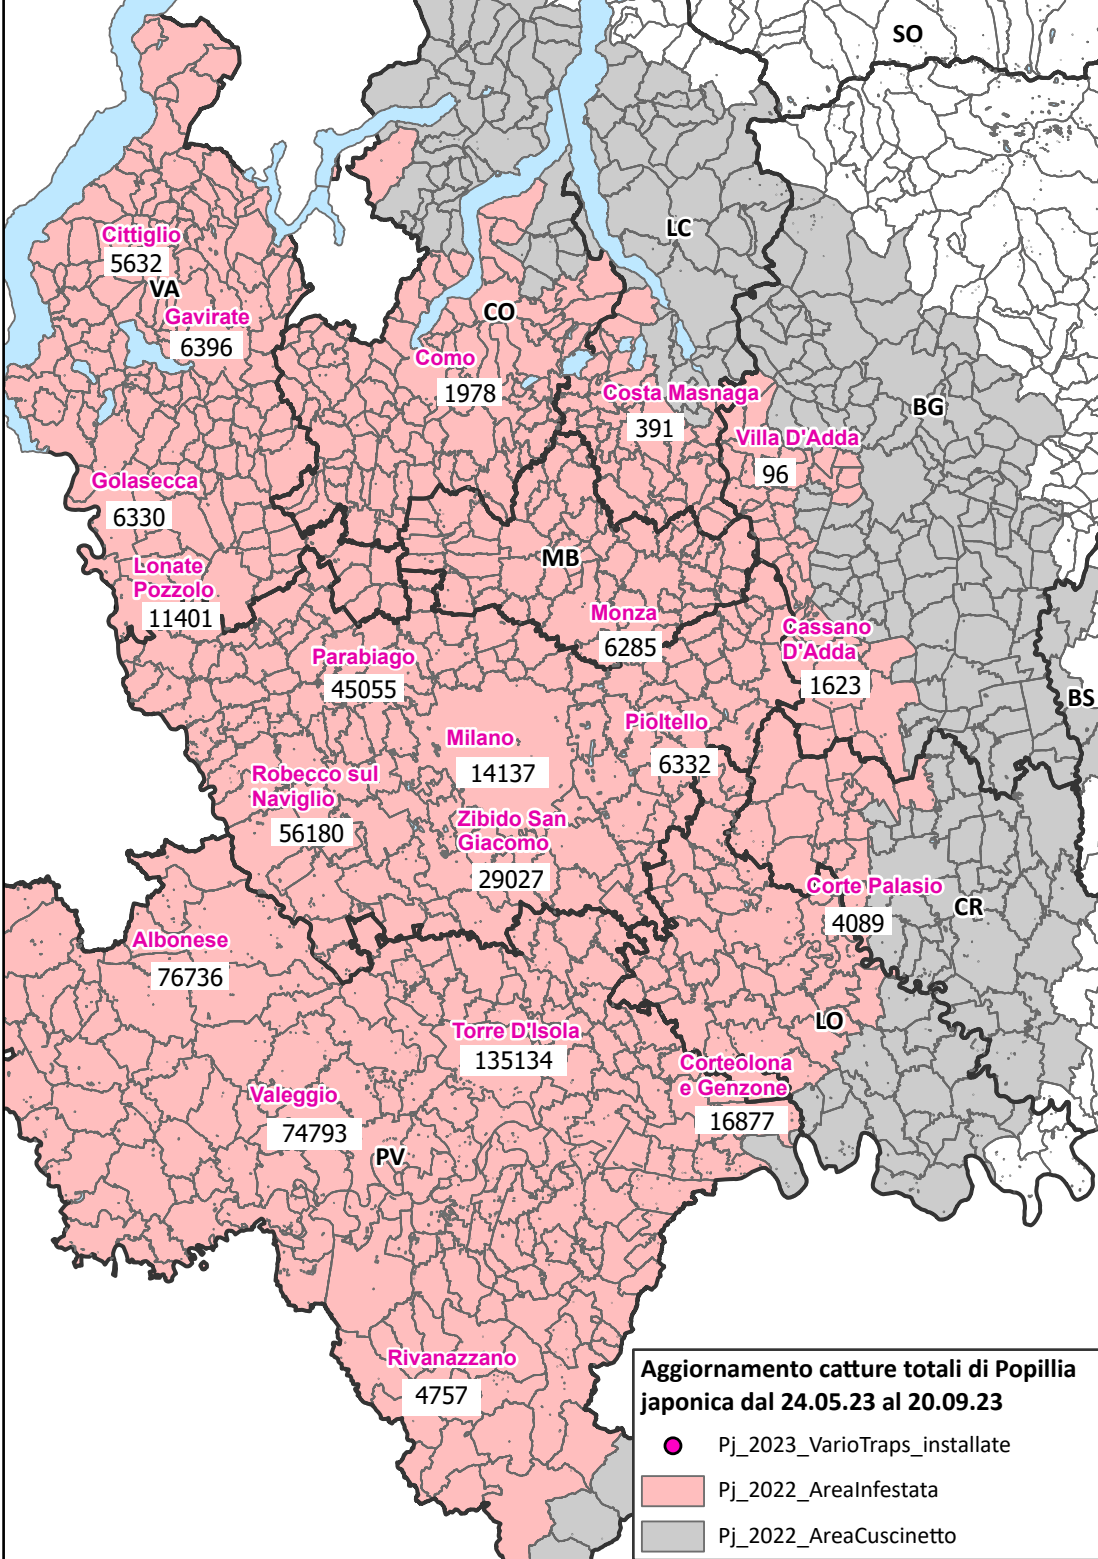 SO
LC
Cittiglio
5632
VA
Gavirate
6396
CO
Como
1978
Costa Masnaga
391
BG
Villa D'Adda
96
Golasecca
6330
MB
Lonate
Pozzolo
11401
Monza
6285
Cassano
D'Adda
1623
Parabiago
45055
BS
Pioltello
6332
Milano
14137
Robecco sul
Naviglio
56180
Zibido San
Giacomo
29027
Corte Palasio
4089
CR
Albonese
76736
LO
Torre D'Isola
135134
Corteolona
e Genzone
16877
Valeggio
74793
PV
Rivanazzano
4757
Aggiornamento catture totali di Popillia
japonica dal 24.05.23 al 20.09.23
Pj_2023_VarioTraps_installate
Pj_2022_AreaInfestata
Pj_2022_AreaCuscinetto